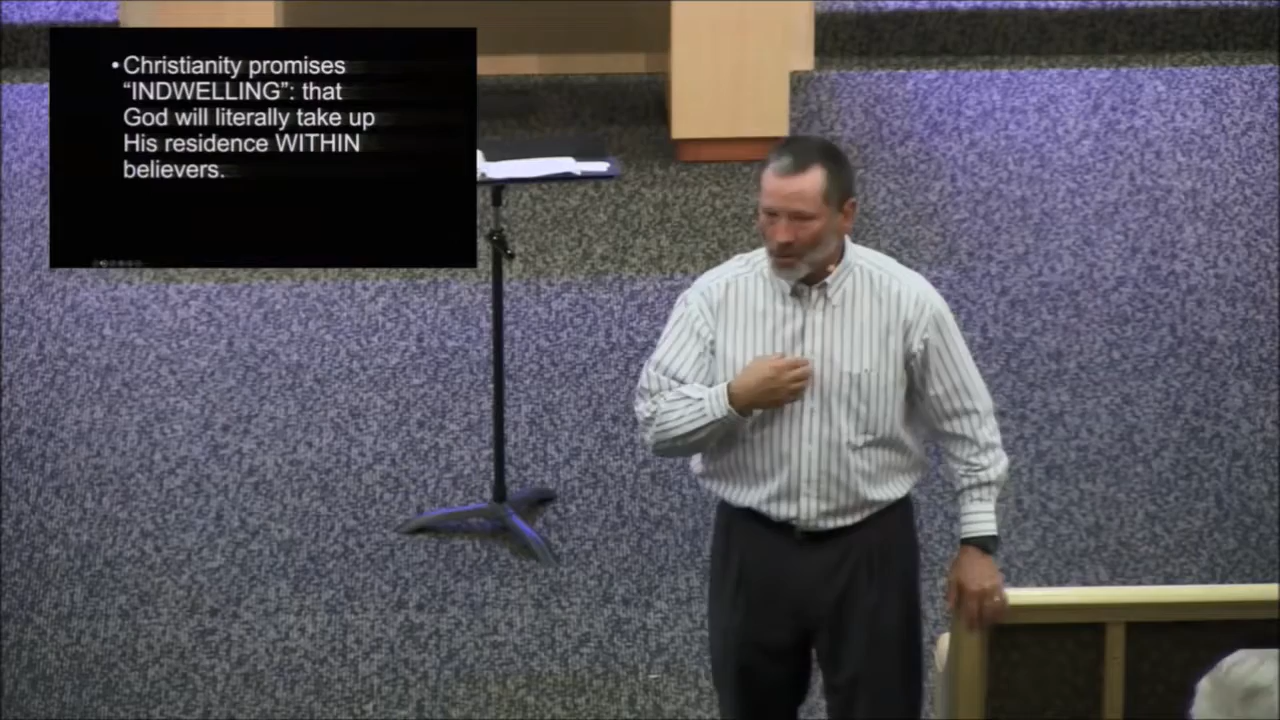 • Christianity promises
“INDWELLING”: that
God will literally take up
His residence WITHIN
believers.